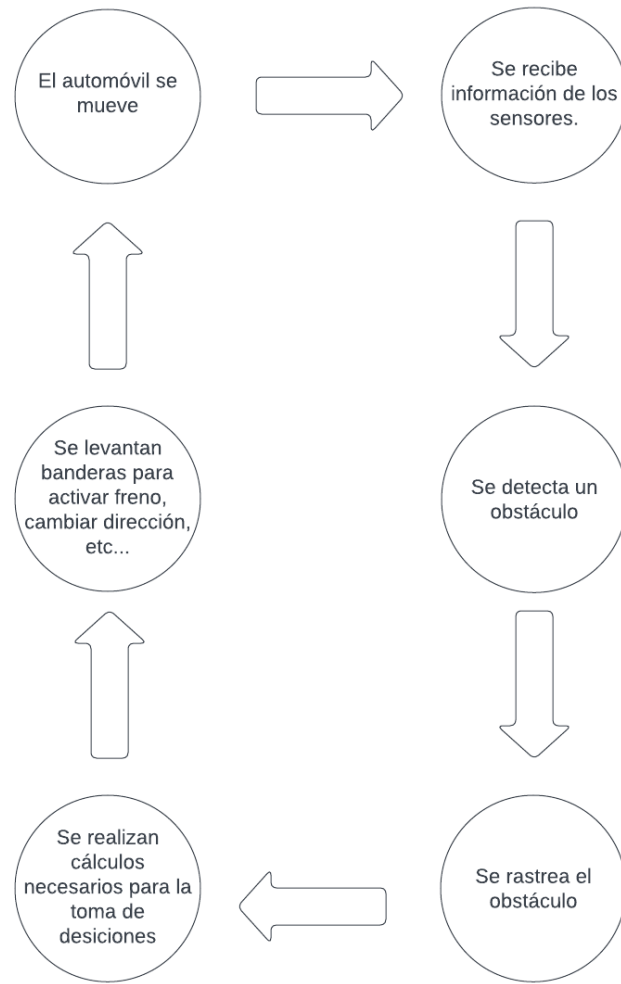 El automóvil se
mueve
Se recibe
información de los
sensores.
Se detecta un
obstáculo
Se rastrea el
obstáculo
Se realizan
cálculos
necesarios para la
toma de
desiciones
Se levantan
banderas para
activar freno,
cambiar dirección,
etc...